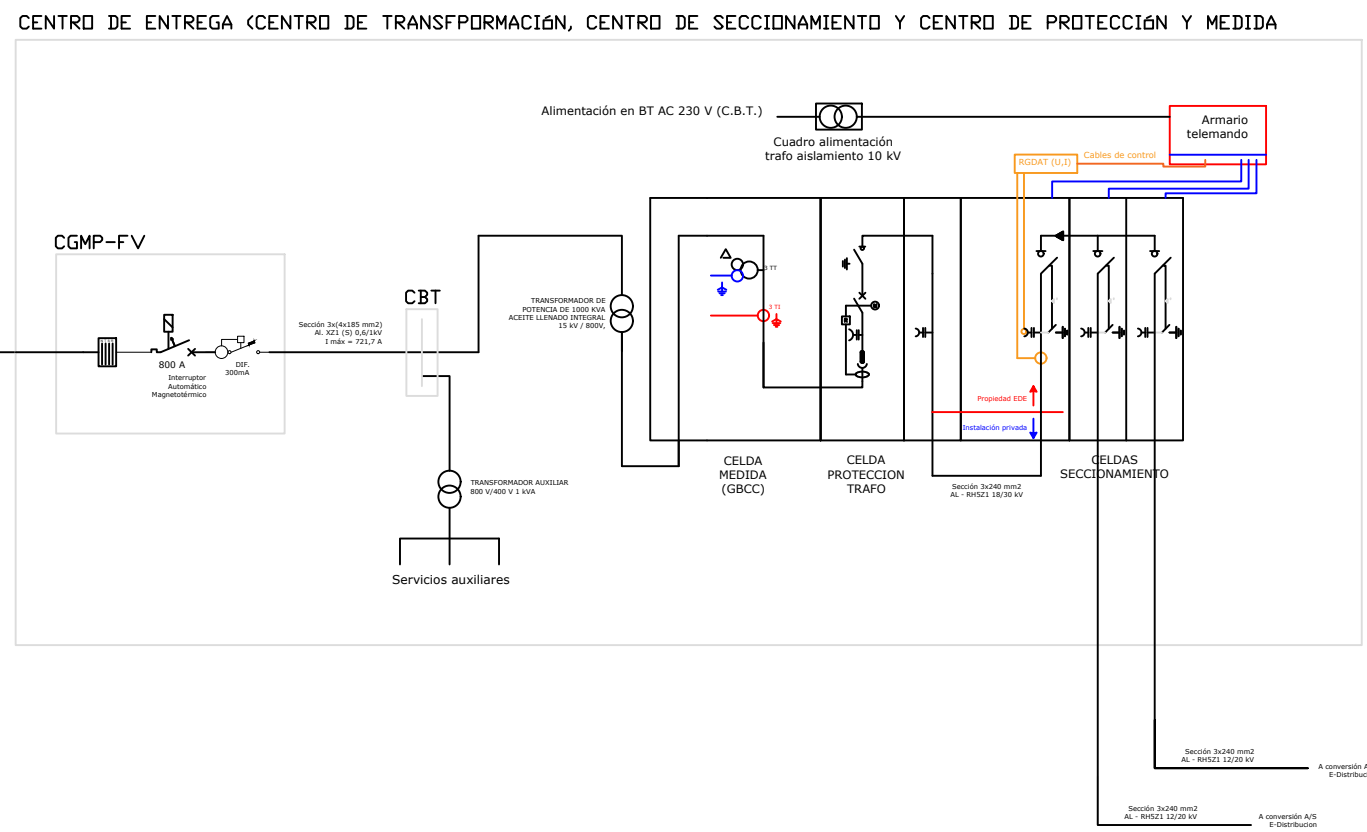 CENTRO DE ENTREGA (CENTRO DE TRANSFPORMACIóN, CENTRO DE SECCIONAMIENTO Y CENTRO DE PROTECCIóN Y MEDIDA
Alimentación en BT AC 230 V (C.B.T.)
Cuadro alimentación
trafo aislamiento 10 kV
Armario
telemando
RGDAT (U,I)
Cables de control
CGMP-FV
800 A
Interruptor
Automático
Magnetotérmico
DIF.
300mA
Sección 3x(4x185 mm2)
Al. XZ1 (S) 0,6/1kV
I máx = 721,7 A
CBT
TRANSFORMADOR DE
POTENCIA DE 1000 KVA
ACEITE LLENADO INTEGRAL
15 kV / 800V,
3 TT
3 TI
Propiedad EDE
Instalación privada
CELDA
MEDIDA
(GBCC)
CELDA
PROTECCION
TRAFO
CELDAS
SECCIONAMIENTO
Sección 3x240 mm2
AL - RH5Z1 18/30 kV
TRANSFORMADOR AUXILIAR
800 V/400 V 1 kVA
Servicios auxiliares
Sección 3x240 mm2
AL - RH5Z1 12/20 kV
A conversión A
E-Distribuc
Sección 3x240 mm2
AL - RH5Z1 12/20 kV
A conversión A/S
E-Distribucion